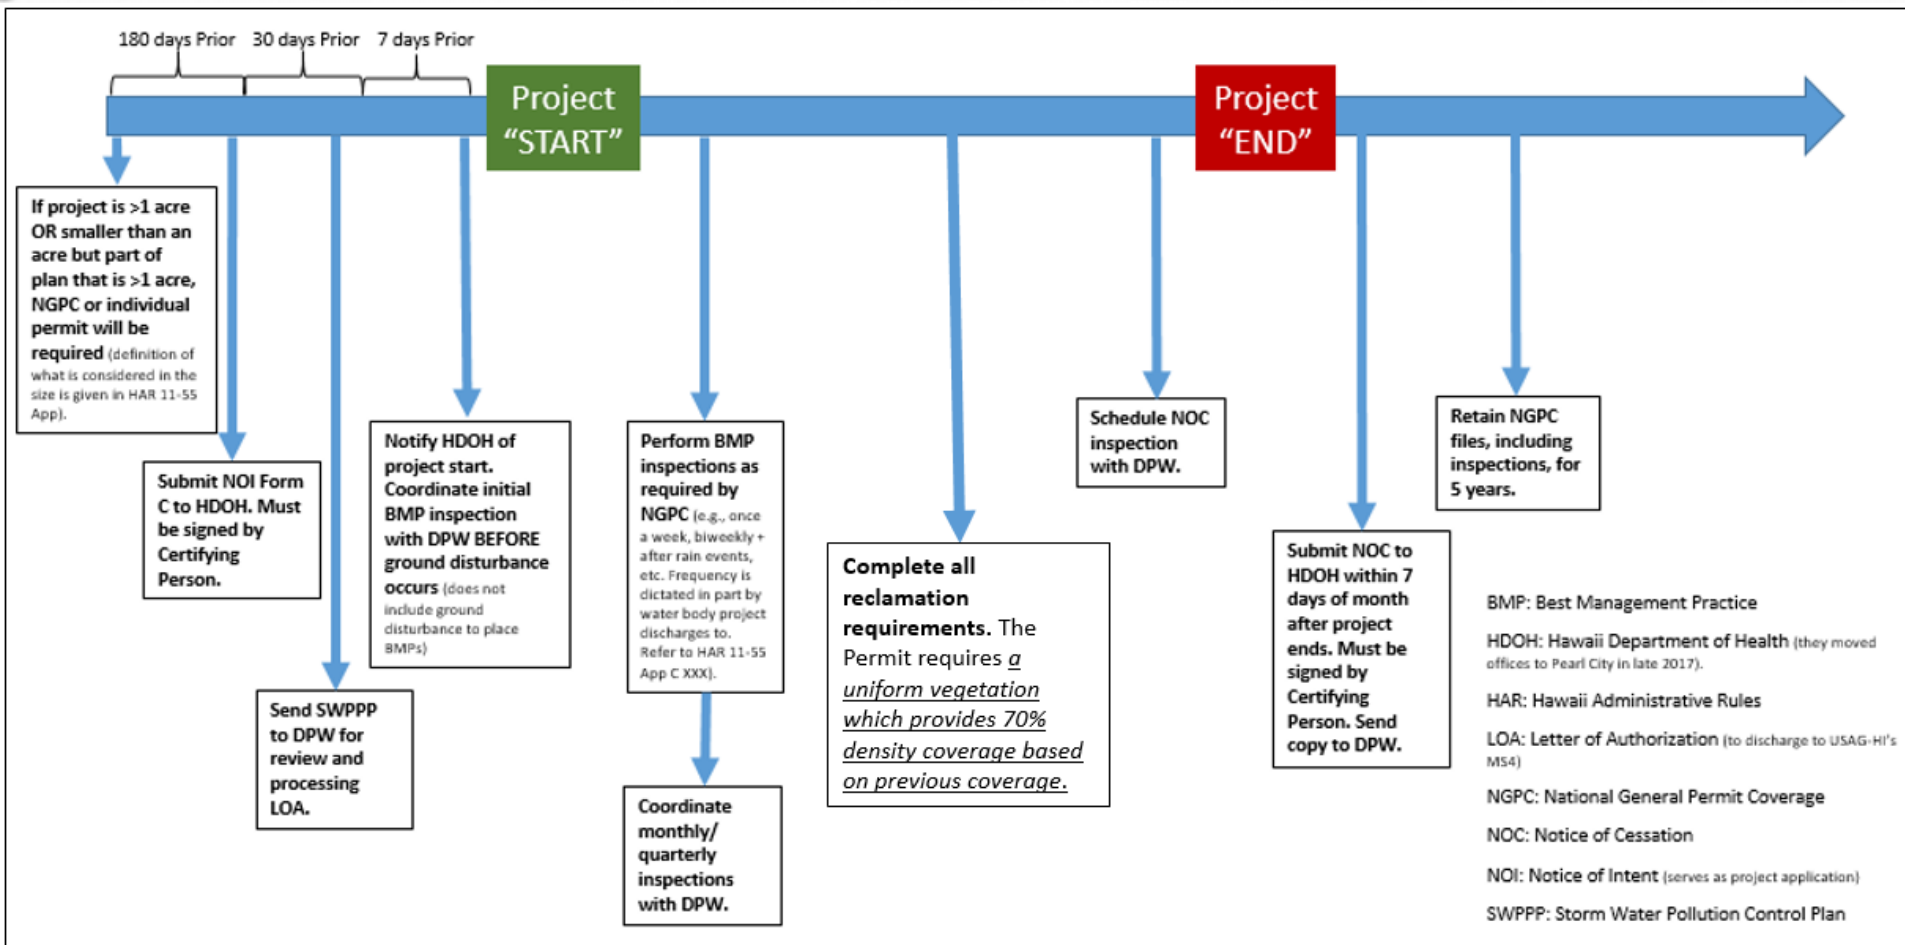 180 days Prior
30 days Prior
7 days Prior
Project
“START”
Project
“END”
If project is >1 acre
OR smaller than an
acre but part of
plan that is >1 acre,
NGPC or individual
permit will be
required (definition of
what is considered in the
size is given in HAR 11-55
App).
Submit NOI Form
C to HDOH. Must
be signed by
Certifying
Person.
Send SWPPP
to DPW for
review and
processing
LOA.
Notify HDOH of
project start.
Coordinate initial
BMP inspection
with DPW BEFORE
ground disturbance
occurs (does not
include ground
disturbance to place
BMPs)
Perform BMP
inspections as
required by
NGPC (e.g., once
a week, biweekly +
after rain events,
etc. Frequency is
dictated in part by
water body project
discharges to.
Refer to HAR 11-55
App C XXX).
Coordinate
monthly/
quarterly
inspections
with DPW.
Complete all
reclamation
requirements. The
Permit requires a
uniform vegetation
which provides 70%
density coverage based
on previous coverage.
Schedule NOC
inspection
with DPW.
Submit NOC to
HDOH within 7
days of month
after project
ends. Must be
signed by
Certifying
Person. Send
copy to DPW.
Retain NGPC
files, including
inspections, for
5 years.
BMP: Best Management Practice
HDOH: Hawaii Department of Health (they moved
offices to Pearl City in late 2017).
HAR: Hawaii Administrative Rules
LOA: Letter of Authorization (to discharge to USAG-HI's
MS4)
NGPC: National General Permit Coverage
NOC: Notice of Cessation
NOI: Notice of Intent (serves as project application)
SWPPP: Storm Water Pollution Control Plan